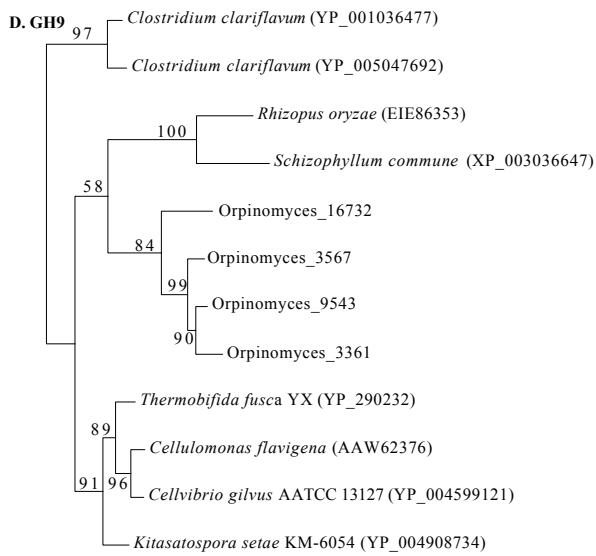 D. GH9
Clostridium clariflavum (YP_001036477)
97
Clostridium clariflavum (YP_005047692)
Rhizopus oryzae (EIE86353)
100
Schizophyllum commune (XP_003036647)
58
Orpinomyces_16732
84
Orpinomyces_3567
99
Orpinomyces_9543
90
Orpinomyces_3361
Thermobifida fusca YX (YP_290232)
89
Cellulomonas flavigena (AAW62376)
91
96
Cellvibrio gilvus AATCC 13127 (YP_004599121)
Kitasatospora setae KM-6054 (YP_004908734)